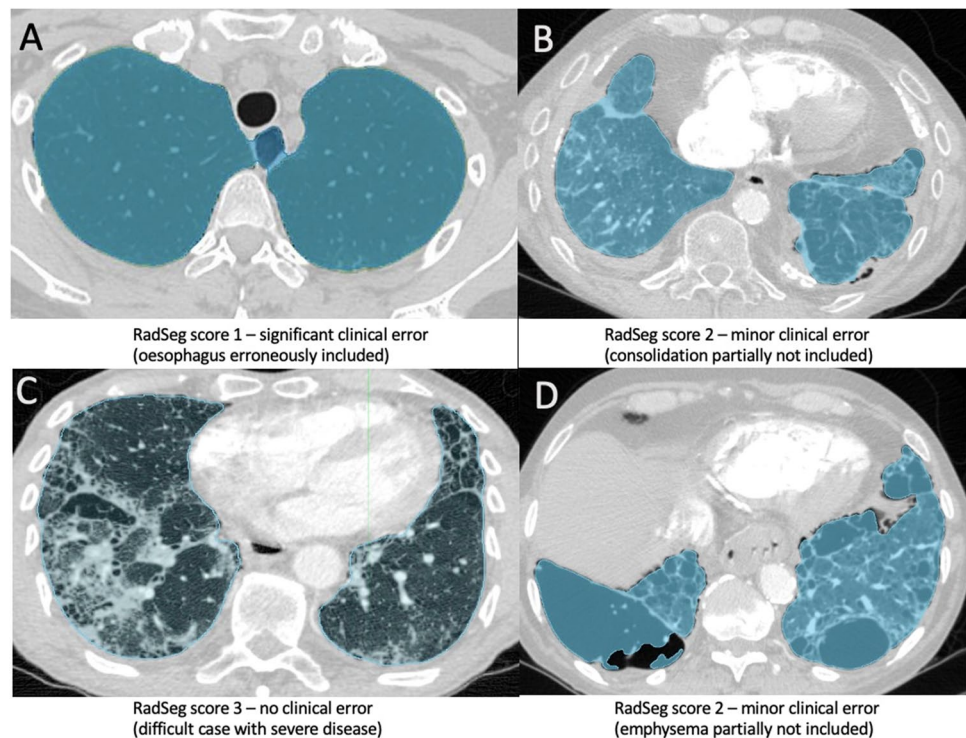 A
B
RadSeg score 1 – significant clinical error
(oesophagus erroneously included)
RadSeg score 2 – minor clinical error
(consolidation partially not included)
C
D
RadSeg score 3 – no clinical error
(difficult case with severe disease)
RadSeg score 2 – minor clinical error
(emphysema partially not included)